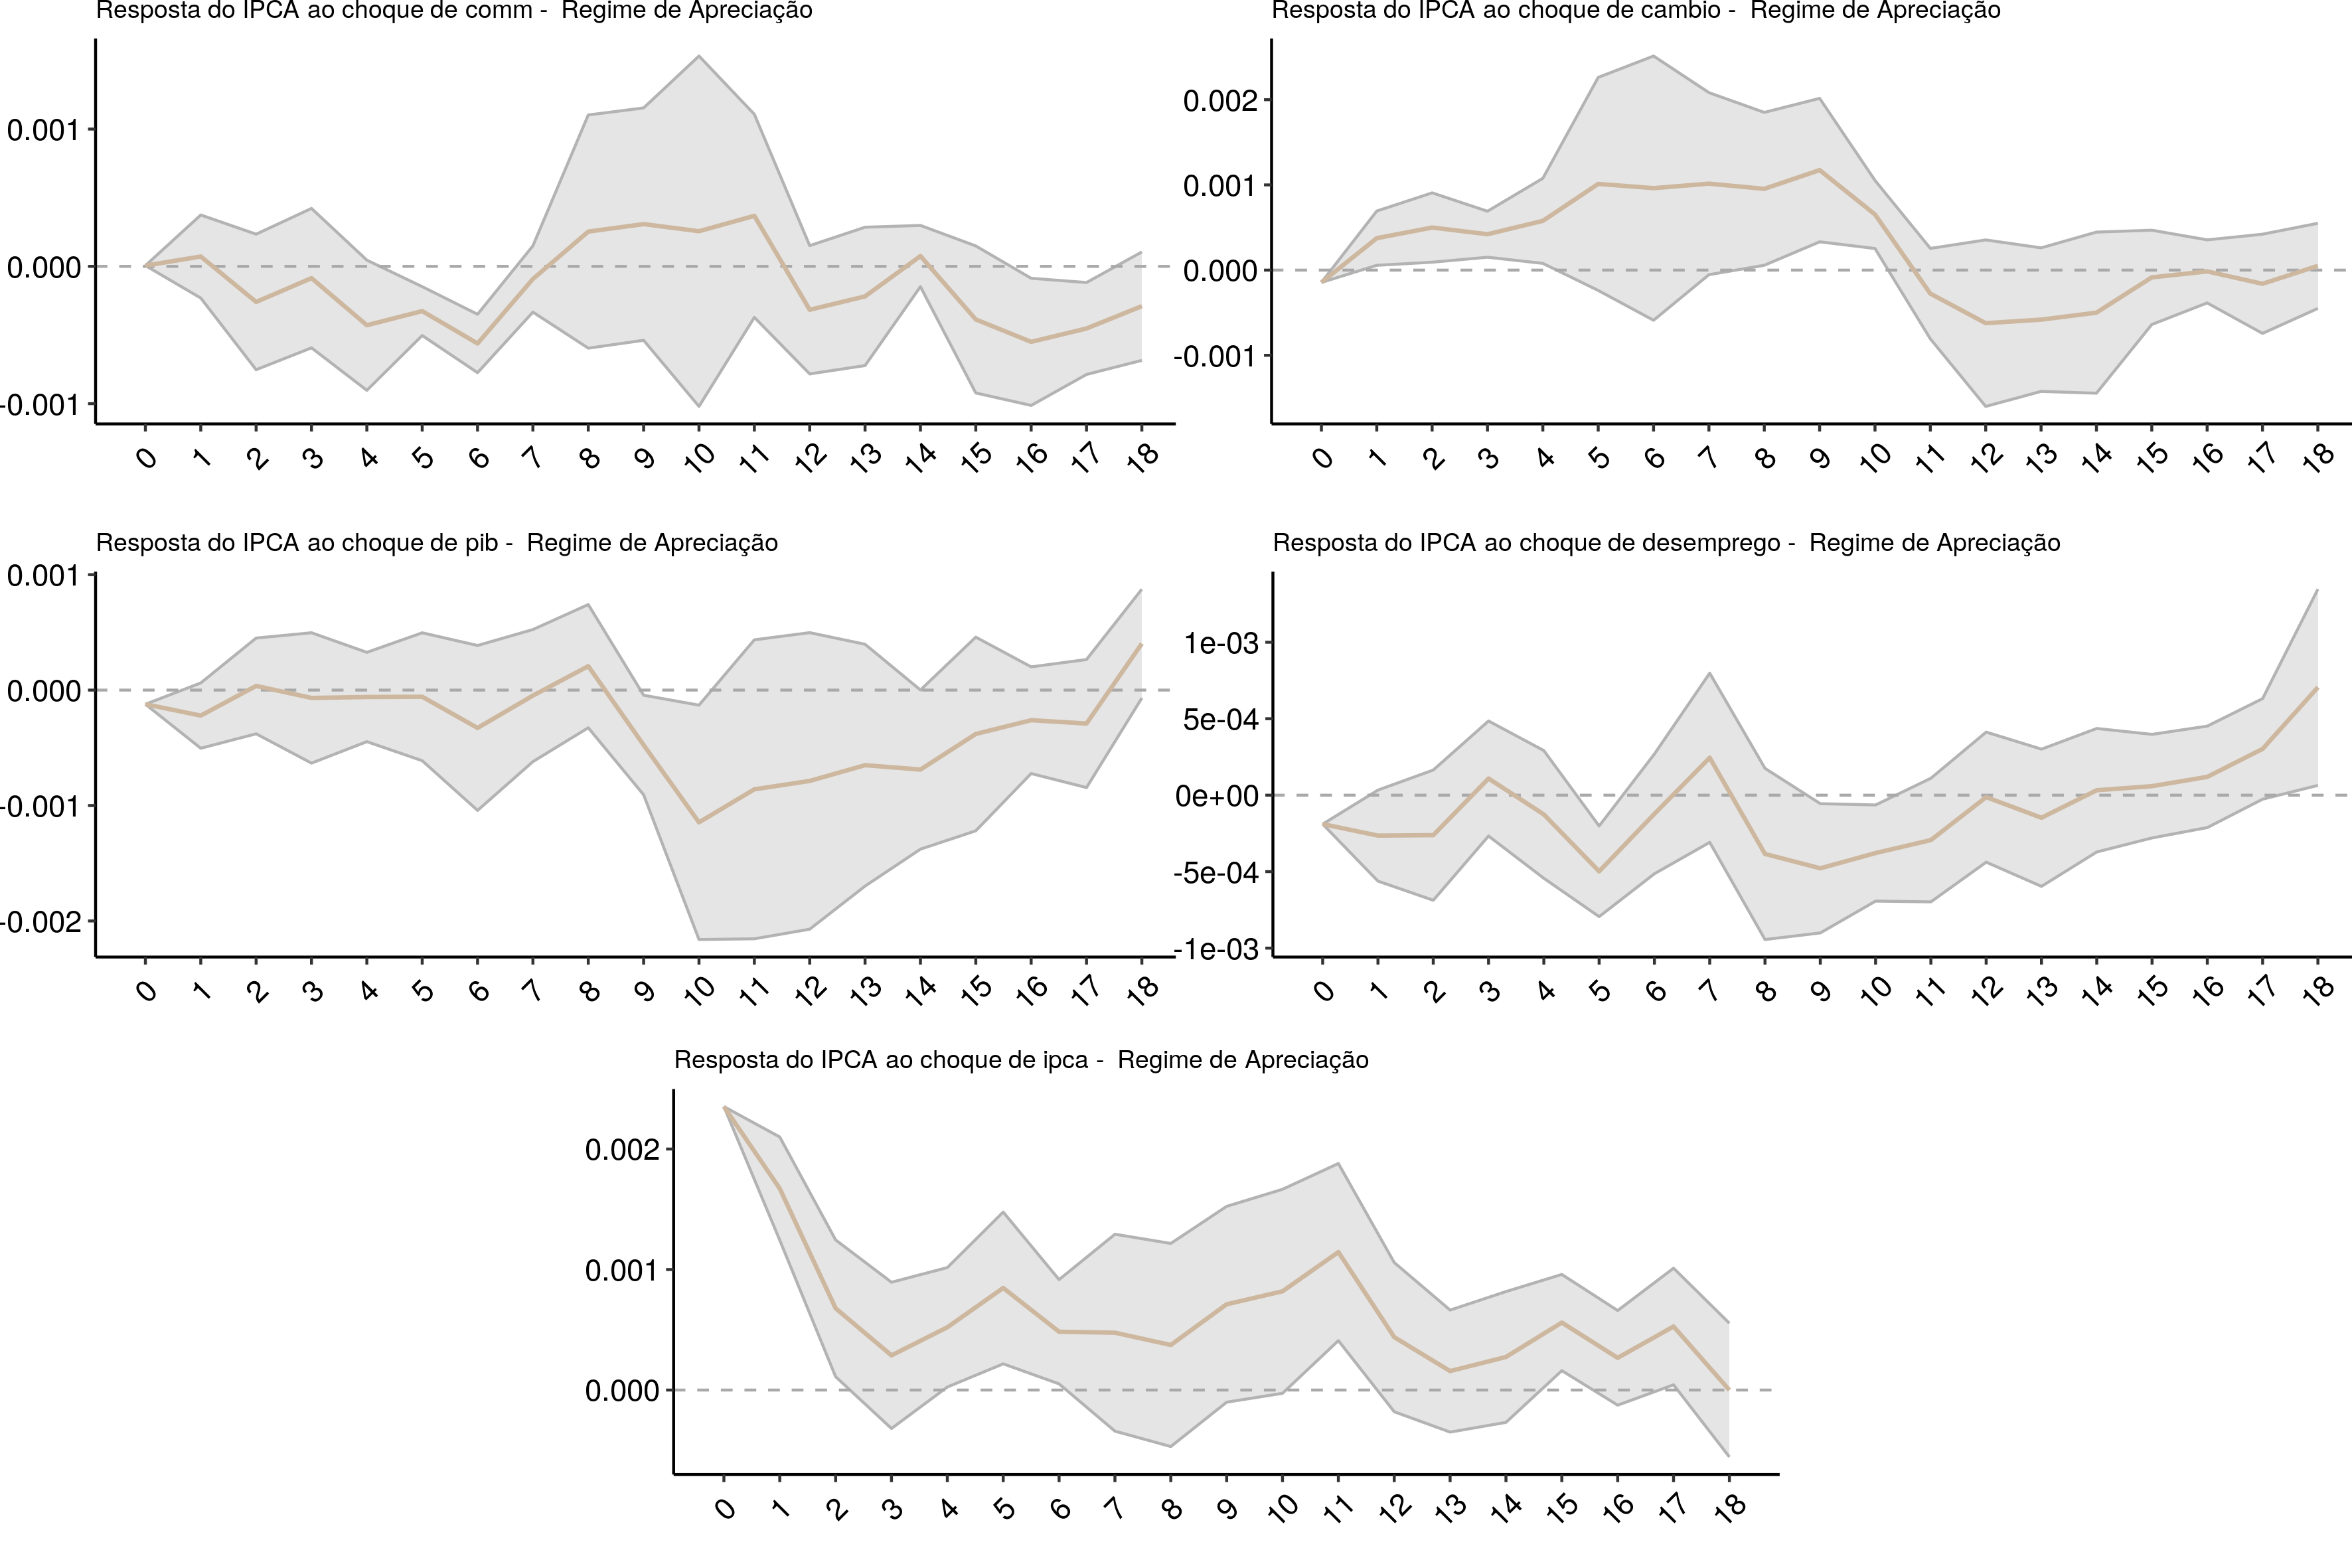 Resposta do IPCA ao choque de comm - Regime de Apreciação
0.001
0.000
-0.001
0 1 2 3 4 5 6 7 8 9 10 11 12 13 14 15 16 17 18
Resposta do IPCA ao choque de cambio - Regime de Apreciação
0.002
0.001
0.000
-0.001
0 1 2 3 4 5 6 7 8 9 10 11 12 13 14 15 16 17 18
Resposta do IPCA ao choque de pib - Regime de Apreciação
0.001
0.000
-0.001
-0.002
0 1 2 3 4 5 6 7 8 9 10 11 12 13 14 15 16 17 18
Resposta do IPCA ao choque de desemprego - Regime de Apreciação
1e-03
5e-04
0e+00
-5e-04
-1e-03
0 1 2 3 4 5 6 7 8 9 10 11 12 13 14 15 16 17 18
Resposta do IPCA ao choque de ipca - Regime de Apreciação
0.002
0.001
0.000
0 1 2 3 4 5 6 7 8 9 10 11 12 13 14 15 16 17 18